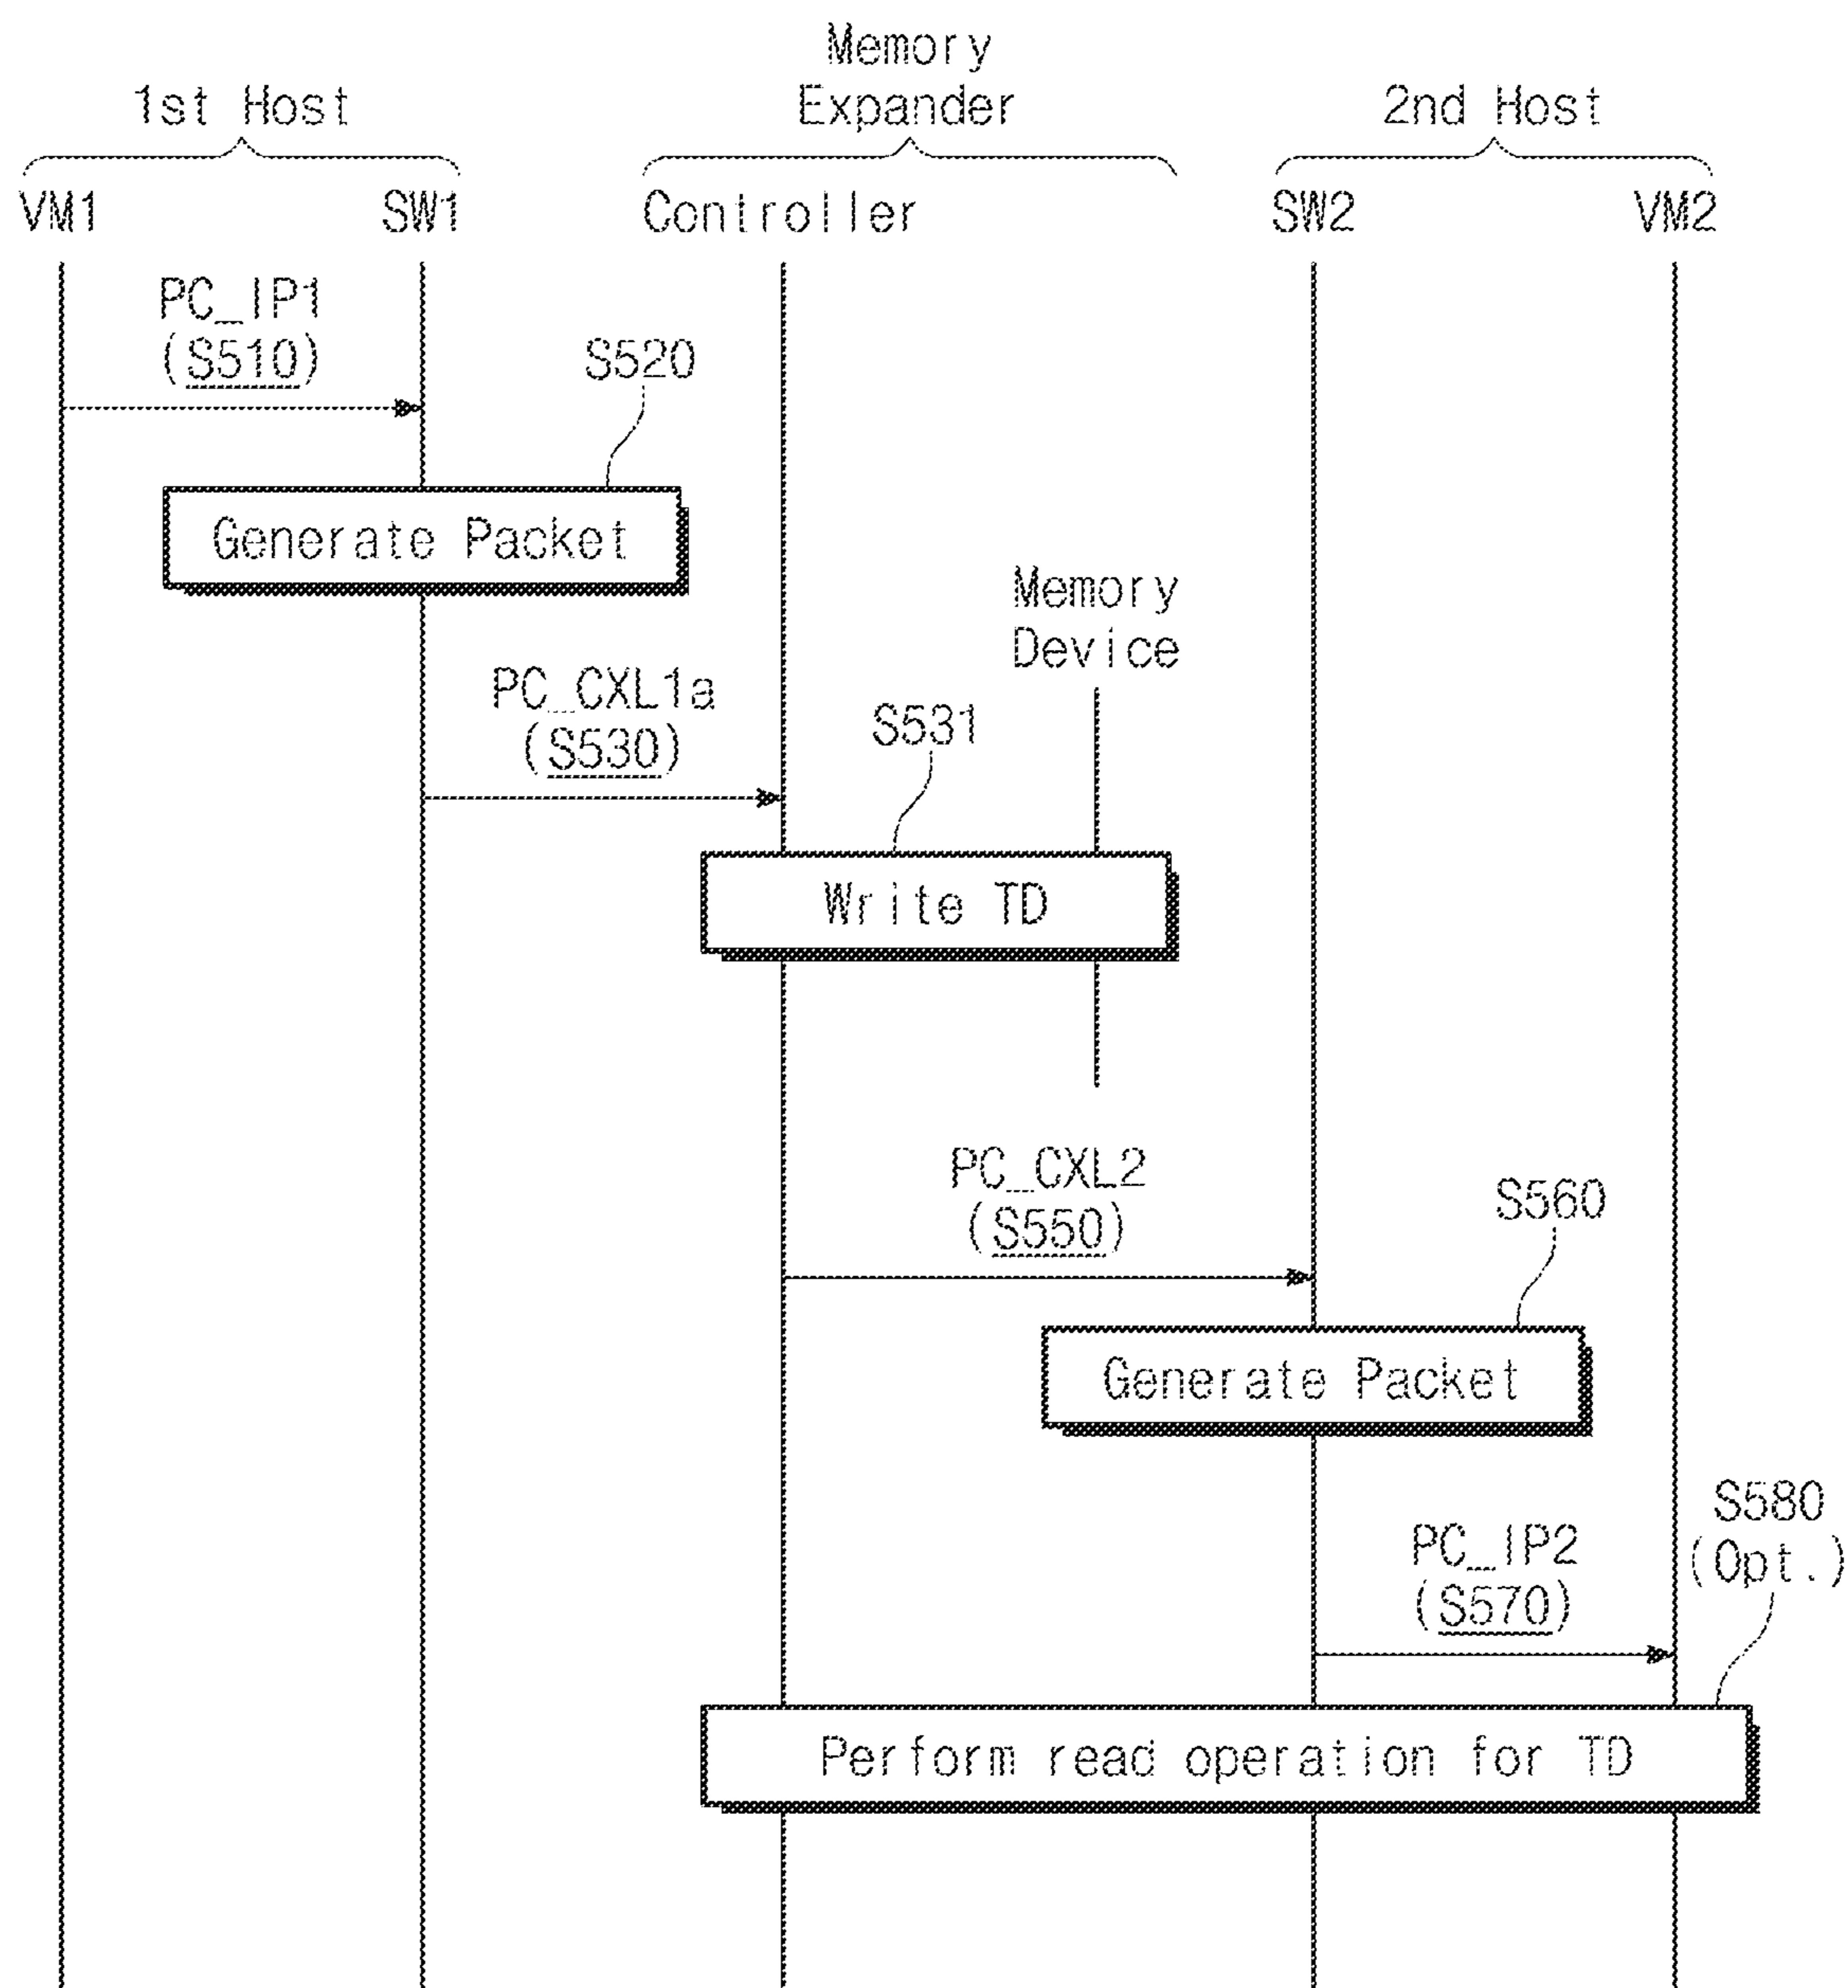 Memory
Expander
1st Host
2nd Host
VM1
SW1
Controller
SW2
VM2
PC_IP1
(S510)
S520
Generate Packet
Memory
Device
PC_CXL1a
(S530)
S531
Write TD
PC_CXL2
(S550)
S560
Generate Packet
S580
(Opt.)
PC_IP2
(S570)
Perform read operation for TD